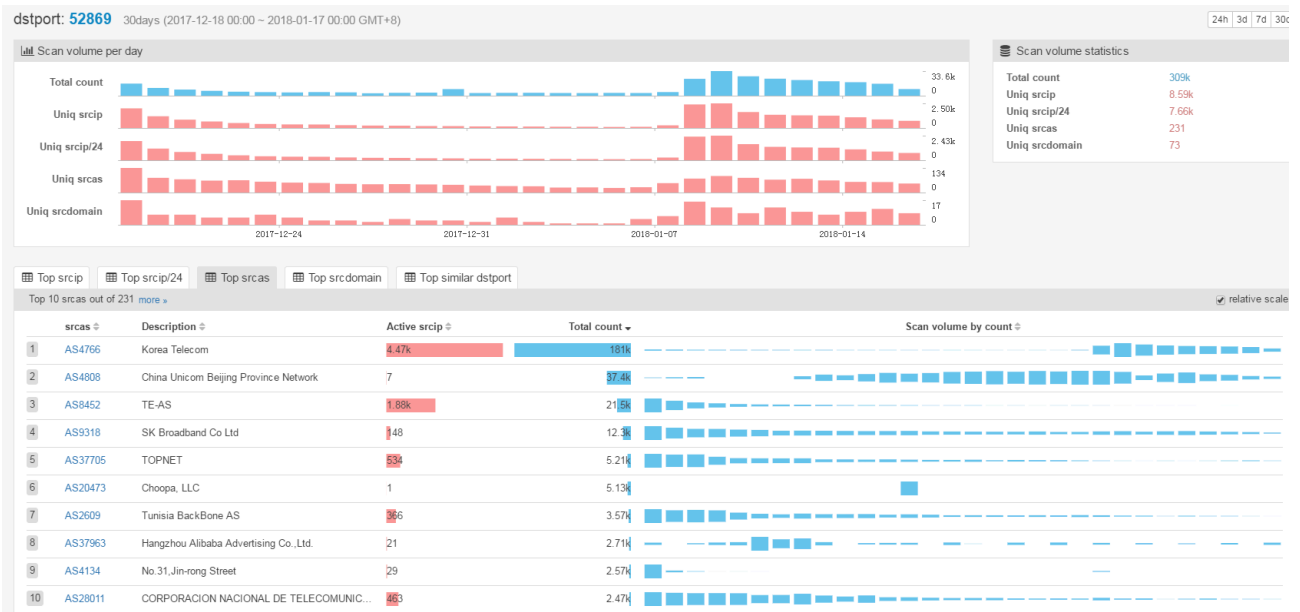 dstport: 52869 30days (2017-12-18 00:00 ~ 2018-01-17 00:00 GMT+8) 24h 3d 7d
Scan volume per day
Total count 33.6k 0
Uniq srcip 2.50k 0
Uniq srcip/24 2.43k 0
Uniq srcas 134 0
Uniq srcdomain 17 0
2017-12-24 2017-12-31 2018-01-07 2018-01-14
Scan volume statistics
Total count 309k
Uniq srcip 8.59k
Uniq srcip/24 7.66k
Uniq srcas 231
Uniq srcdomain 73
Top srcip Top srcip/24 Top srcas Top srcdomain Top similar dstport
Top 10 srcas out of 231 more » relative scale
srcas Description Active srcip Total count Scan volume by count
1 AS4766 Korea Telecom 4.47k 181k
2 AS4808 China Unicom Beijing Province Network 7 37.4k
3 AS8452 TE-AS 1.88k 21.5k
4 AS9318 SK Broadband Co Ltd 148 12.3k
5 AS37705 TOPNET 534 5.21k
6 AS20473 Choopa, LLC 1 5.13k
7 AS2609 Tunisia BackBone AS 366 3.57k
8 AS37963 Hangzhou Alibaba Advertising Co.,Ltd. 21 2.71k
9 AS4134 No.31,Jin-rong Street 29 2.57k
10 AS28011 CORPORACION NACIONAL DE TELECOMUNIC... 463 2.47k